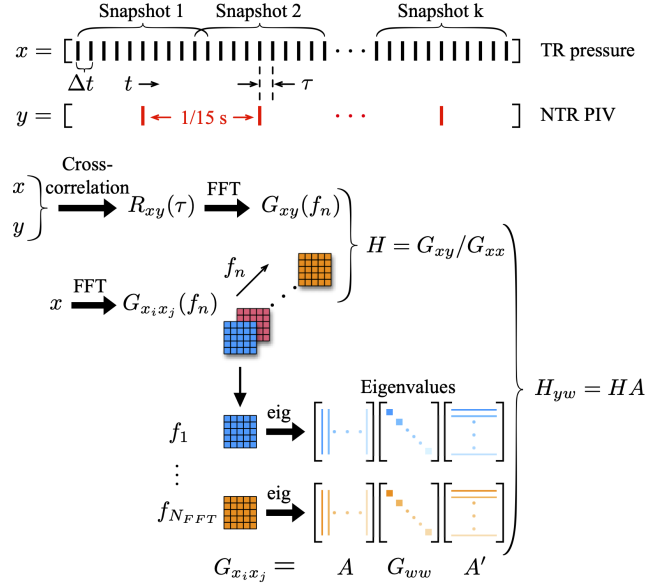 Snapshot 1 Snapshot 2 Snapshot k
x = [ · · · ] TR pressure
Δt t τ
y = [ 1/15 s · · · ] NTR PIV
Cross-
correlation FFT
x
y
R_{xy}(τ) G_{xy}(f_n)
H = G_{xy}/G_{xx}
f_n
FFT
x G_{x_i x_j}(f_n)
H_{yw} = HA
Eigenvalues
f_1 eig
f_{N_{FFT}} eig
G_{x_i x_j} = A G_{ww} A′